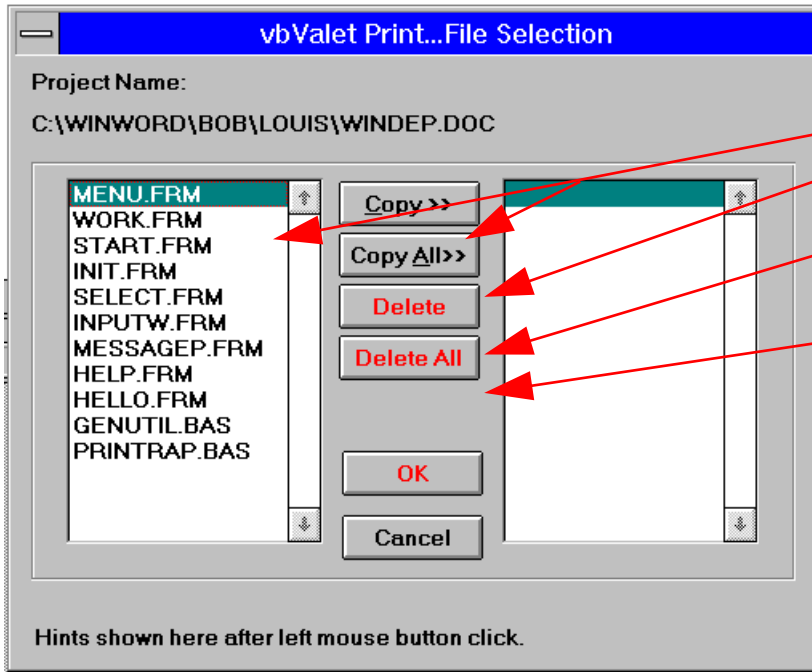 vbValet Print...File Selection
Project Name:
C:\WINWORD\BOB\LOUIS\WINDEP.DOC
MENU.FRM
WORK.FRM
START.FRM
INIT.FRM
SELECT.FRM
INPUTW.FRM
MESSAGEP.FRM
HELP.FRM
HELLO.FRM
GENUTIL.BAS
PRINTRAP.BAS
Copy >>
Copy All>>
Delete
Delete All
OK
Cancel
Hints shown here after left mouse button click.